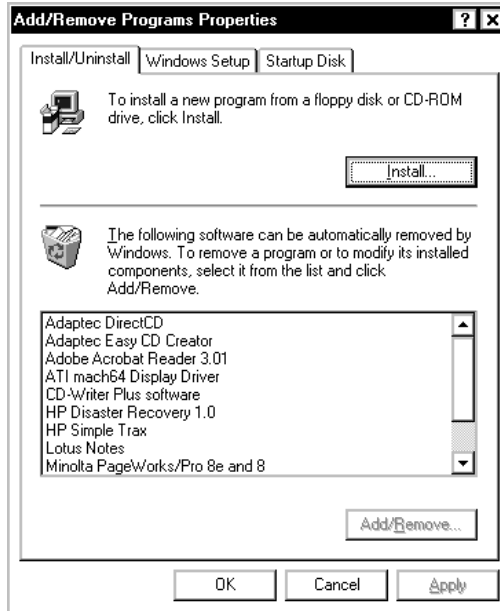 Add/Remove Programs Properties
Install/Uninstall Windows Setup Startup Disk
To install a new program from a floppy disk or CD-ROM
drive, click Install.
Install...
The following software can be automatically removed by
Windows. To remove a program or to modify its installed
components, select it from the list and click
Add/Remove.
Adaptec DirectCD
Adaptec Easy CD Creator
Adobe Acrobat Reader 3.01
ATI mach64 Display Driver
CD-Writer Plus software
HP Disaster Recovery 1.0
HP Simple Trax
Lotus Notes
Minolta PageWorks/Pro 8e and 8
Add/Remove...
OK Cancel Apply